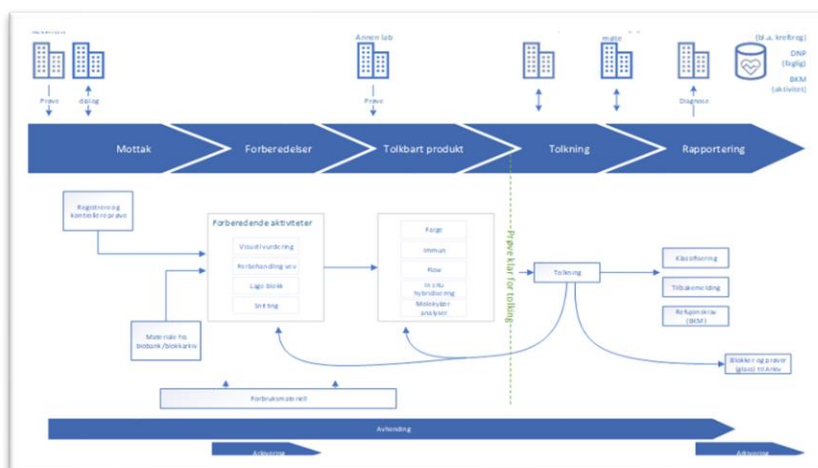 Annen lab
møte
(bl.a. kreftreg)
DNP
(faglig)
BKM
(aktivitet)
Prøve
dialog
Prøve
Diagnose
Mottak
Forberedelser
Tolkbart produkt
Tolkning
Rapportering
Registrere og
kontrollere prøve
Forberedende aktiviteter
Visuell vurdering
Forbehandling vev
Lage blokk
Snitting
Farge
Immun
Flow
In situ
hybridisering
Molekylær
analyser
Prøve klar for tolking
Tolkning
Klassifisering
Tilbakemelding
Refusjonskrav
(BKM)
Materiale fra
biobank/blokkarkiv
Blokker og prøver
(glass) til Arkiv
Forbruksmateriell
Avhending
Arkivering
Arkivering